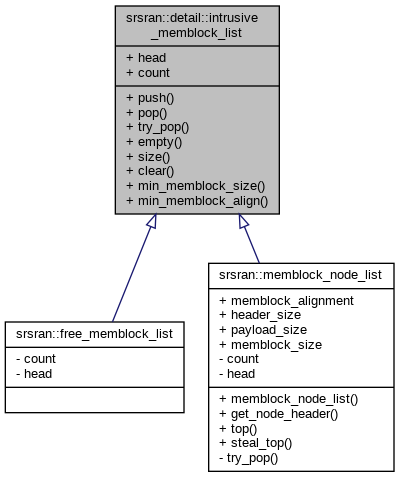 srsran::detail::intrusive
_memblock_list
+ head
+ count
+ push()
+ pop()
+ try_pop()
+ empty()
+ size()
+ clear()
+ min_memblock_size()
+ min_memblock_align()
srsran::free_memblock_list
- count
- head
srsran::memblock_node_list
+ memblock_alignment
+ header_size
+ payload_size
+ memblock_size
- count
- head
+ memblock_node_list()
+ get_node_header()
+ top()
+ steal_top()
- try_pop()